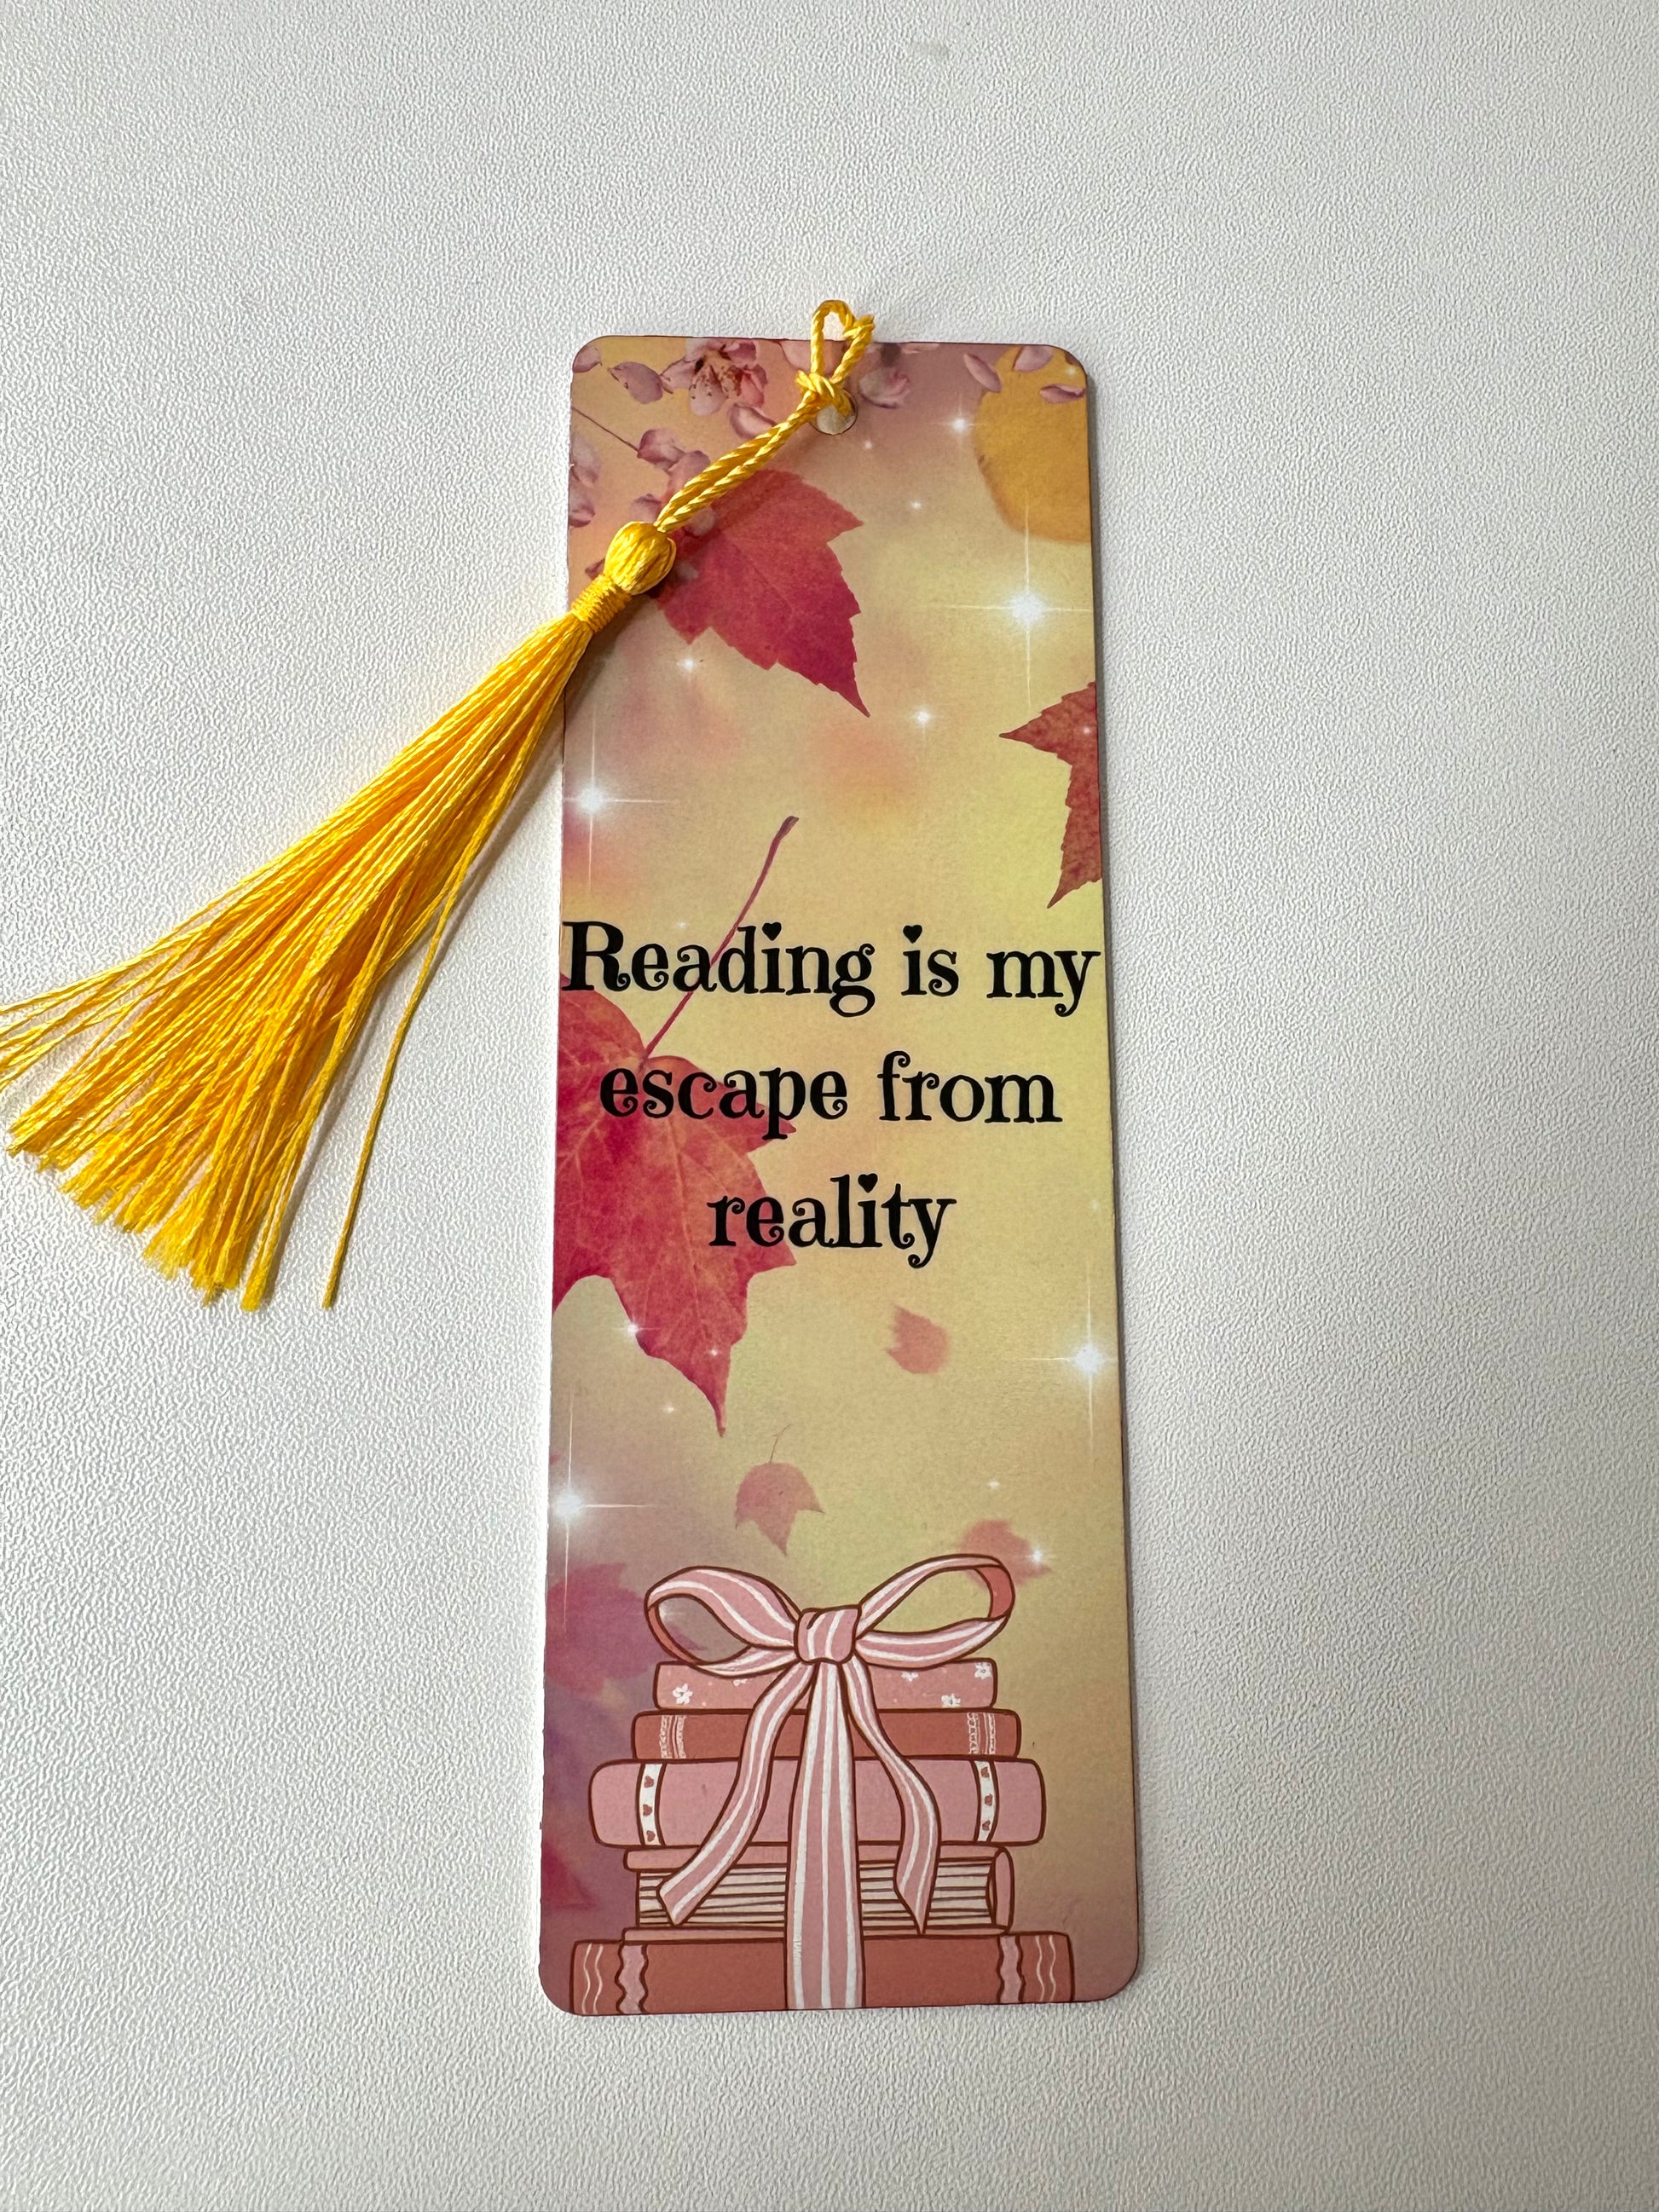 Reading is my
escape from
reality